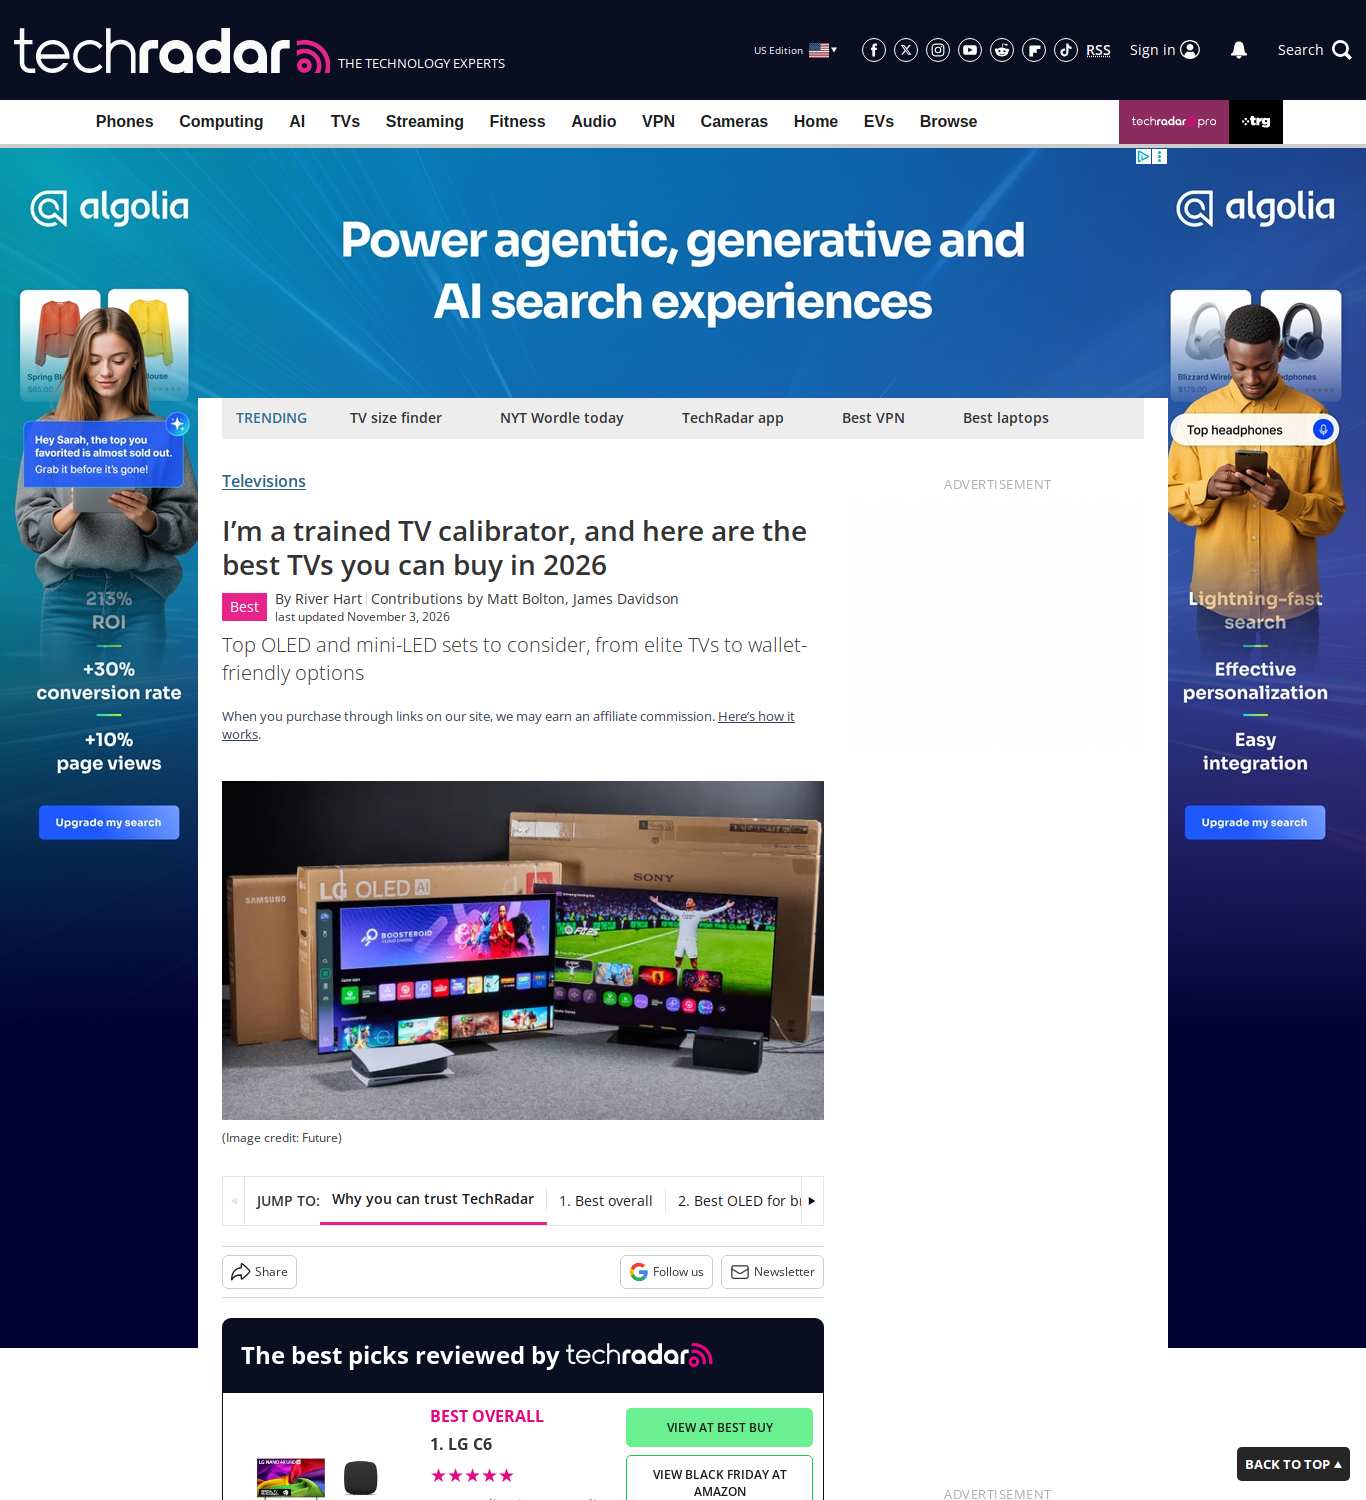 techradar THE TECHNOLOGY EXPERTS
US Edition
RSS
Sign in
Search
Phones Computing AI TVs Streaming Fitness Audio VPN Cameras Home EVs Browse
techradar pro
trg
algolia
Power agentic, generative and
AI search experiences
algolia
Hey Sarah, the top you
favorited is almost sold out.
Grab it before it's gone!
213%
ROI
+30%
conversion rate
+10%
page views
Upgrade my search
Top headphones
Lightning-fast
search
Effective
personalization
Easy
integration
Upgrade my search
TRENDING TV size finder NYT Wordle today TechRadar app Best VPN Best laptops
Televisions
ADVERTISEMENT
I’m a trained TV calibrator, and here are the
best TVs you can buy in 2026
Best
By River Hart Contributions by Matt Bolton, James Davidson
last updated November 3, 2026
Top OLED and mini-LED sets to consider, from elite TVs to wallet-
friendly options
When you purchase through links on our site, we may earn an affiliate commission. Here’s how it
works.
SAMSUNG
LG OLED AI
SONY
BOOSTEROID
FC25
(Image credit: Future)
JUMP TO: Why you can trust TechRadar 1. Best overall 2. Best OLED for
Share
Follow us
Newsletter
The best picks reviewed by techradar
BEST OVERALL
1. LG C6
VIEW AT BEST BUY
VIEW BLACK FRIDAY AT
AMAZON
BACK TO TOP
ADVERTISEMENT